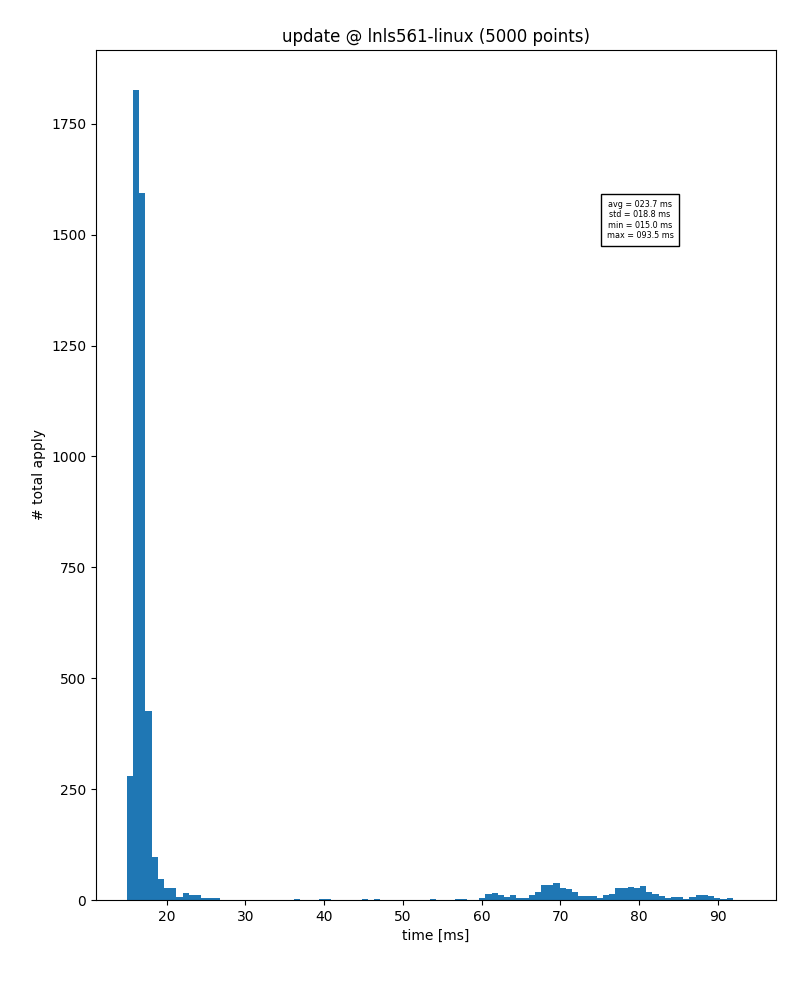 update @ lnls561-linux (5000 points)
1750
1500
1250
1000
750
500
250
0
# total apply
avg = 023.7 ms
std = 018.8 ms
min = 015.0 ms
max = 093.5 ms
20 30 40 50 60 70 80 90
time [ms]